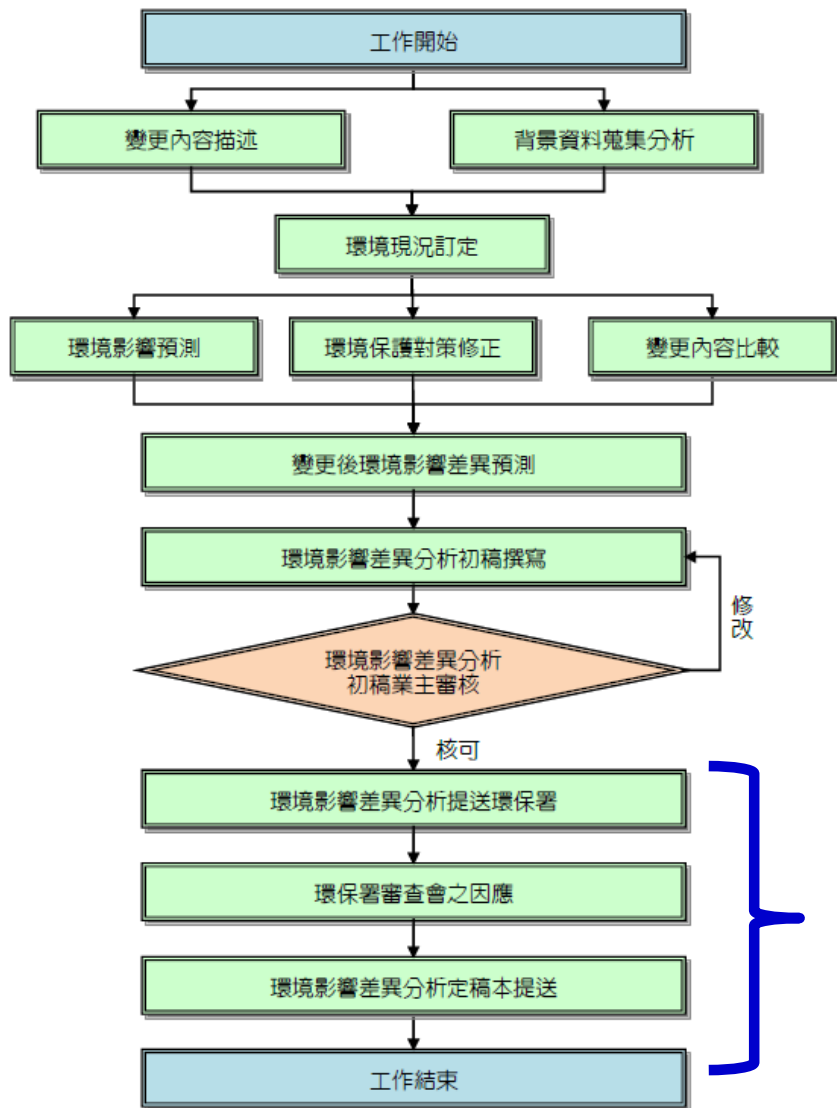 工作開始
變更內容描述
背景資料蒐集分析
環境現況訂定
環境影響預測
環境保護對策修正
變更內容比較
變更後環境影響差異預測
環境影響差異分析初稿撰寫
修
改
環境影響差異分析
初稿業主審核
核可
環境影響差異分析提送環保署
環保署審查會之因應
環境影響差異分析定稿本提送
工作結束